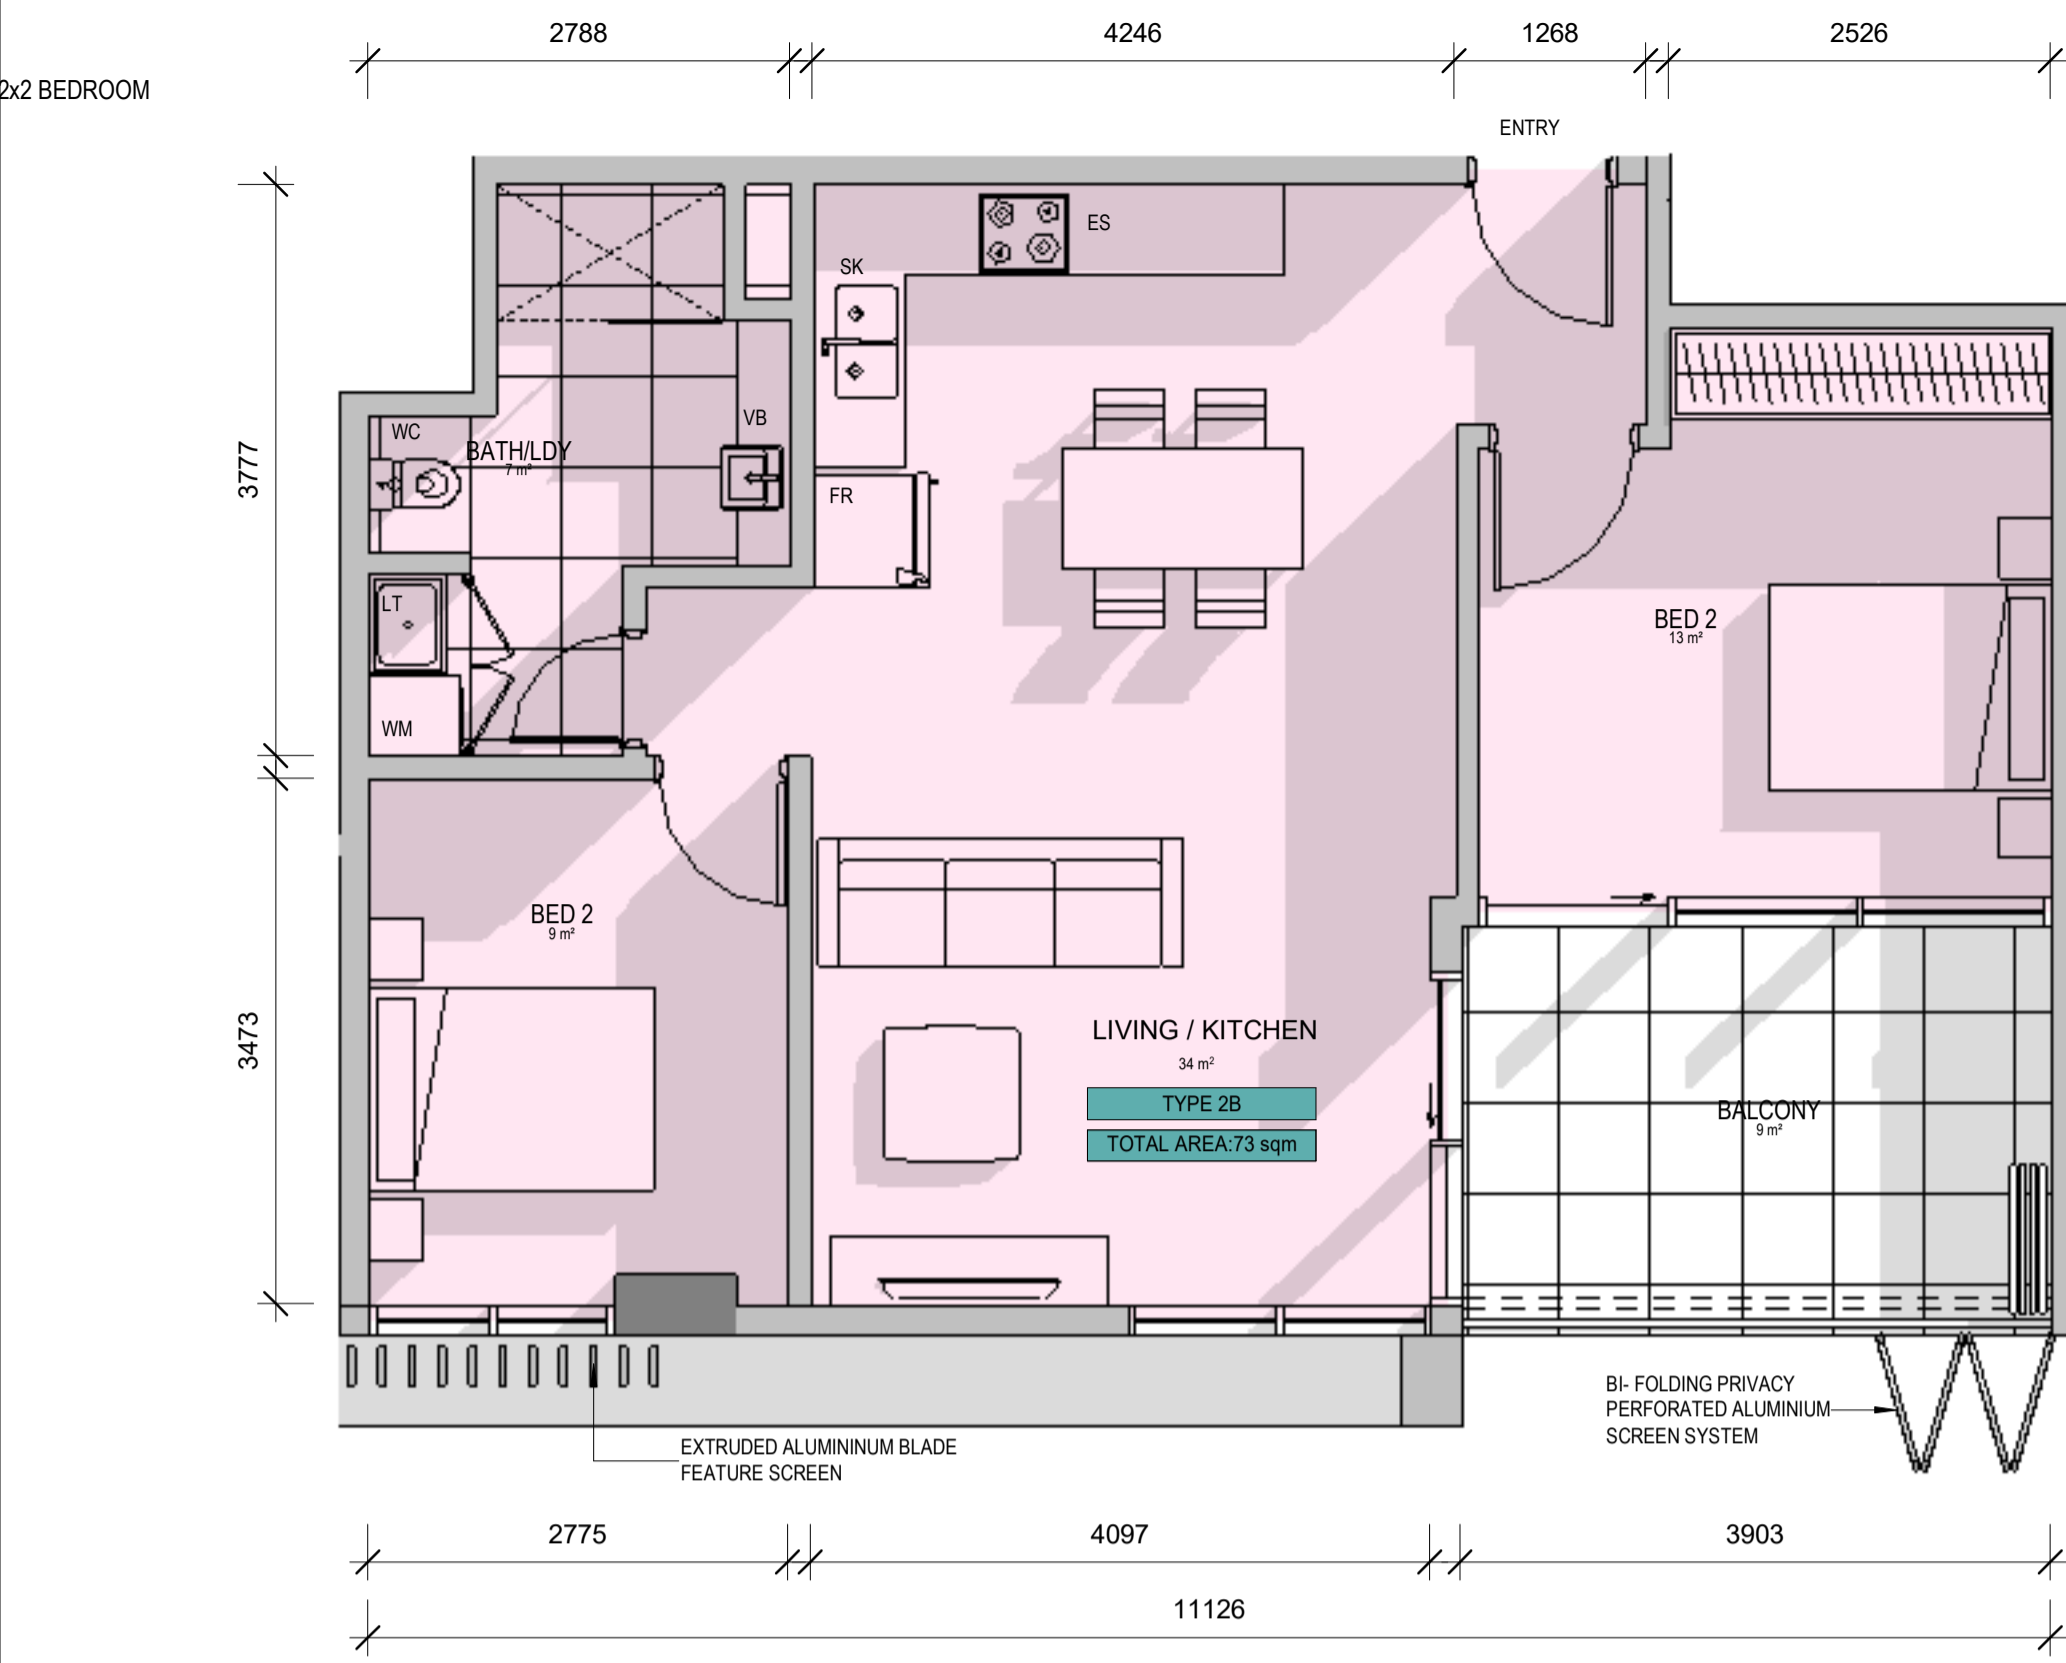 2788
4246
1268
2526
2x2 BEDROOM
ENTRY
ES
SK
WC
VB
BATH/LDY
7 m²
3777
FR
LT
BED 2
13 m²
WM
BED 2
9 m²
LIVING / KITCHEN
34 m²
3473
TYPE 2B
BALCONY
9 m²
TOTAL AREA:73 sqm
BI- FOLDING PRIVACY
PERFORATED ALUMINIUM
SCREEN SYSTEM
EXTRUDED ALUMININUM BLADE
FEATURE SCREEN
2775
4097
3903
11126